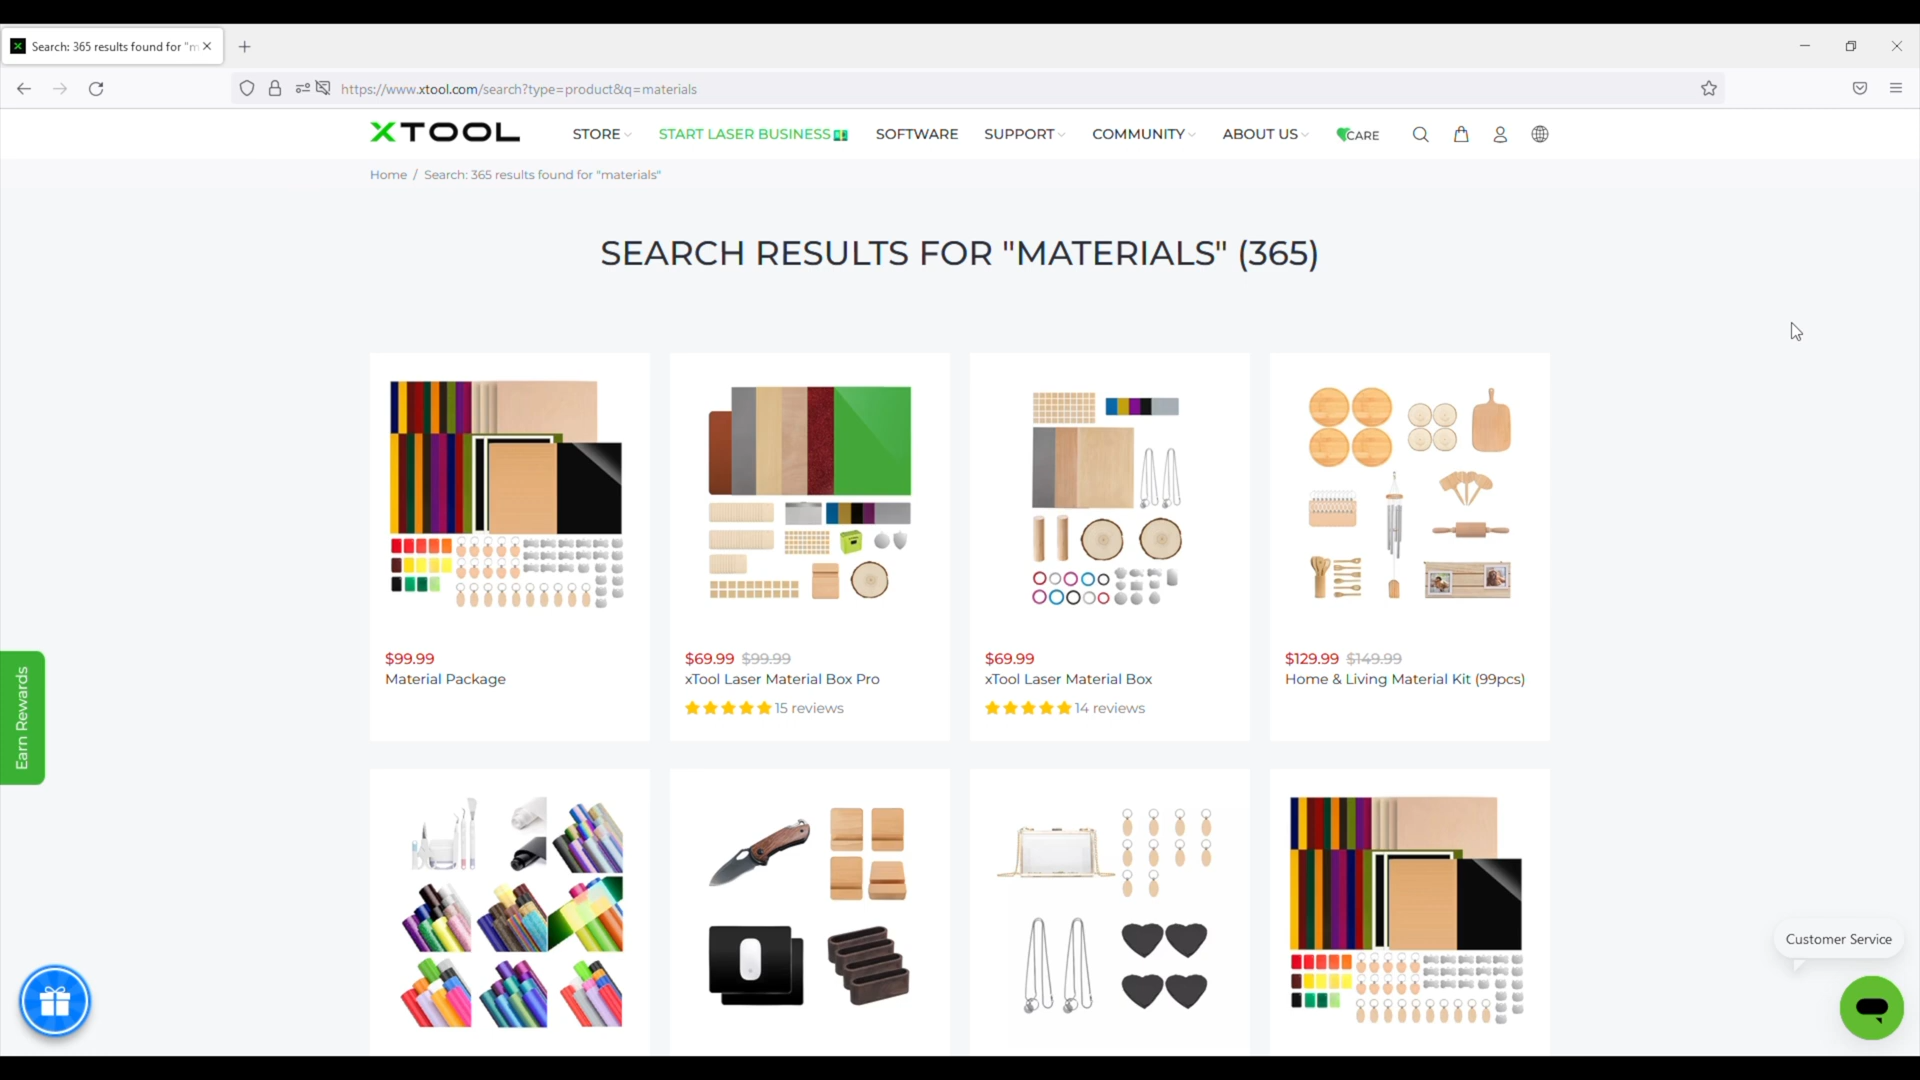 Search: 365 results found for "m
https://www.xtool.com/search?type=product&q=materials
XTOOL
STORE
START LASER BUSINESS
SOFTWARE
SUPPORT
COMMUNITY
ABOUT US
CARE
Home / Search: 365 results found for "materials"
SEARCH RESULTS FOR "MATERIALS" (365)
$99.99
Material Package
$69.99 $99.99
xTool Laser Material Box Pro
15 reviews
$69.99
xTool Laser Material Box
14 reviews
$129.99 $149.99
Home & Living Material Kit (99pcs)
Earn Rewards
Customer Service